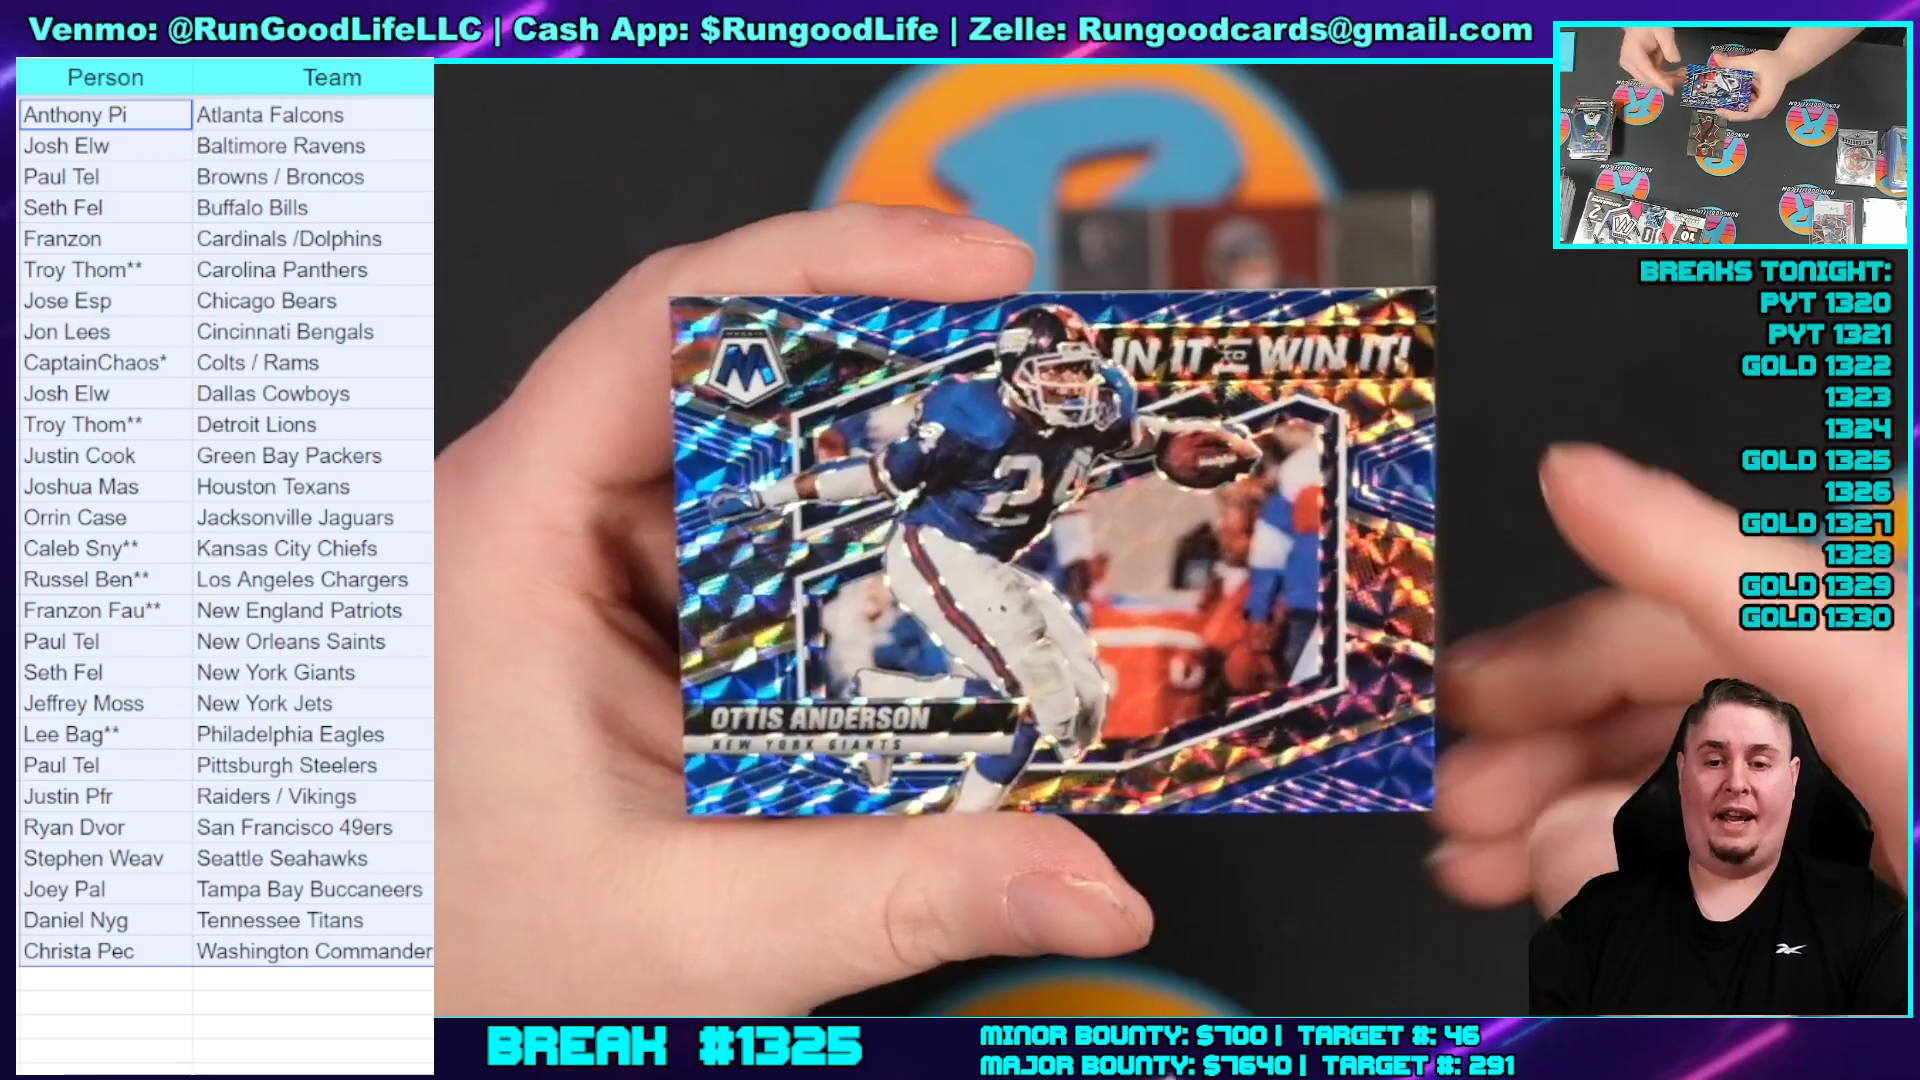 Venmo: @RunGoodLifeLLC | Cash App: $RungoodLife | Zelle: Rungoodcards@gmail.com
Person Team
Anthony Pi Atlanta Falcons
Josh Elw Baltimore Ravens
Paul Tel Browns / Broncos
Seth Fel Buffalo Bills
Franzon Cardinals /Dolphins
Troy Thom** Carolina Panthers
Jose Esp Chicago Bears
Jon Lees Cincinnati Bengals
CaptainChaos* Colts / Rams
Josh Elw Dallas Cowboys
Troy Thom** Detroit Lions
Justin Cook Green Bay Packers
Joshua Mas Houston Texans
Orrin Case Jacksonville Jaguars
Caleb Sny** Kansas City Chiefs
Russel Ben** Los Angeles Chargers
Franzon Fau** New England Patriots
Paul Tel New Orleans Saints
Seth Fel New York Giants
Jeffrey Moss New York Jets
Lee Bag** Philadelphia Eagles
Paul Tel Pittsburgh Steelers
Justin Pfr Raiders / Vikings
Ryan Dvor San Francisco 49ers
Stephen Weav Seattle Seahawks
Joey Pal Tampa Bay Buccaneers
Daniel Nyg Tennessee Titans
Christa Pec Washington Commander
MOSAIC
M
IN IT TO WIN IT!
24
OTTIS ANDERSON
NEW YORK GIANTS
BREAKS TONIGHT:
PYT 1320
PYT 1321
GOLD 1322
1323
1324
GOLD 1325
1326
GOLD 1327
1328
GOLD 1329
GOLD 1330
BREAK #1325
MINOR BOUNTY: $700 | TARGET #: 46
MAJOR BOUNTY: $7640 | TARGET #: 291